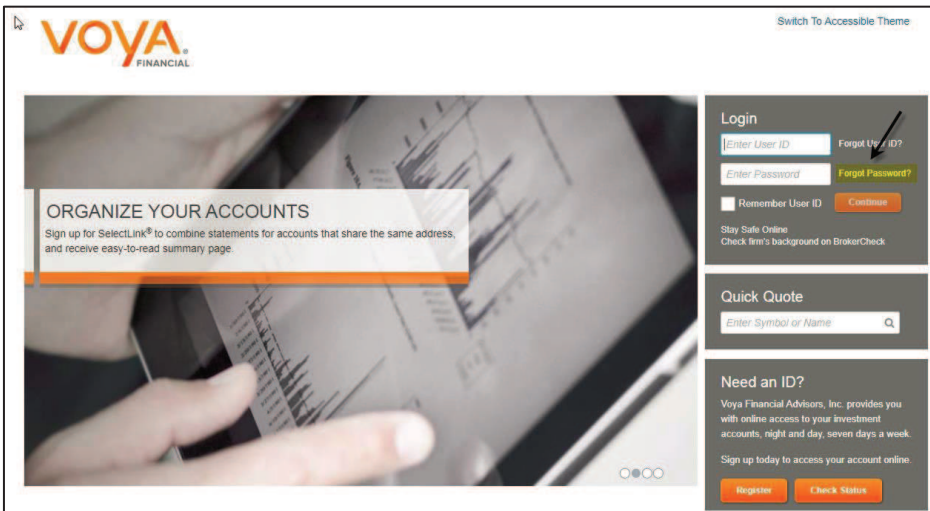 Switch To Accessible Theme
VOYA®
FINANCIAL
ORGANIZE YOUR ACCOUNTS
Sign up for SelectLink® to combine statements for accounts that share the same address,
and receive easy-to-read summary page.
Login
Enter User ID
Forgot User ID?
Enter Password
Forgot Password?
Remember User ID
Continue
Stay Safe Online
Check firm's background on BrokerCheck
Quick Quote
Enter Symbol or Name
Need an ID?
Voya Financial Advisors, Inc. provides you
with online access to your investment
accounts, night and day, seven days a week.
Sign up today to access your account online.
Register
Check Status